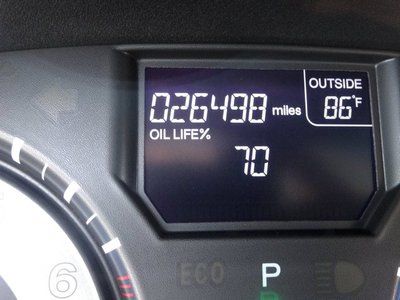 OUTSIDE
026498 miles 86°F
OIL LIFE%
70
6
ECO
P